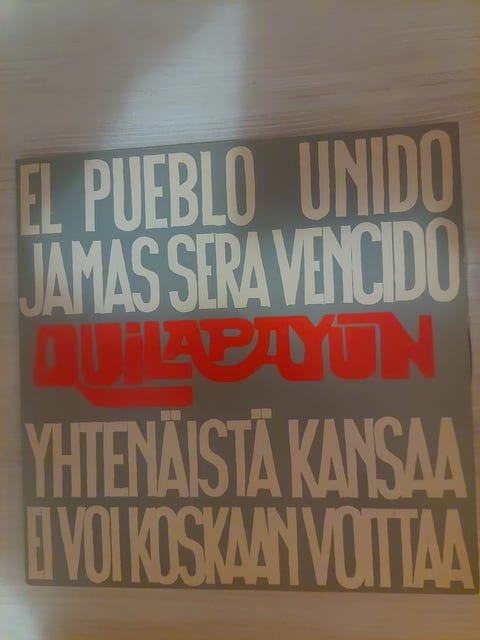 EL PUEBLO UNIDO
JAMAS SERA VENCIDO
QUILAPAYUN
YHTENÄISTÄ KANSAA
EI VOI KOSKAAN VOITTAA